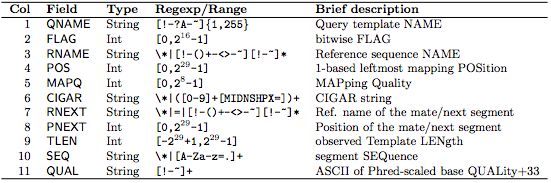 Col Field Type Regexp/Range Brief description
1 QNAME String [!-?A-~]{1,255} Query template NAME
2 FLAG Int [0,2^16-1] bitwise FLAG
3 RNAME String \*|[!-()+-<>-~][!-~]* Reference sequence NAME
4 POS Int [0,2^29-1] 1-based leftmost mapping POSition
5 MAPQ Int [0,2^8-1] MAPping Quality
6 CIGAR String \*|([0-9]+[MIDNSHPX=])+ CIGAR string
7 RNEXT String \*|=|[!-()+-<>-~][!-~]* Ref. name of the mate/next segment
8 PNEXT Int [0,2^29-1] Position of the mate/next segment
9 TLEN Int [-2^29+1,2^29-1] observed Template LENgth
10 SEQ String \*|[A-Za-z=.]+ segment SEQuence
11 QUAL String [!-~]+ ASCII of Phred-scaled base QUALity+33